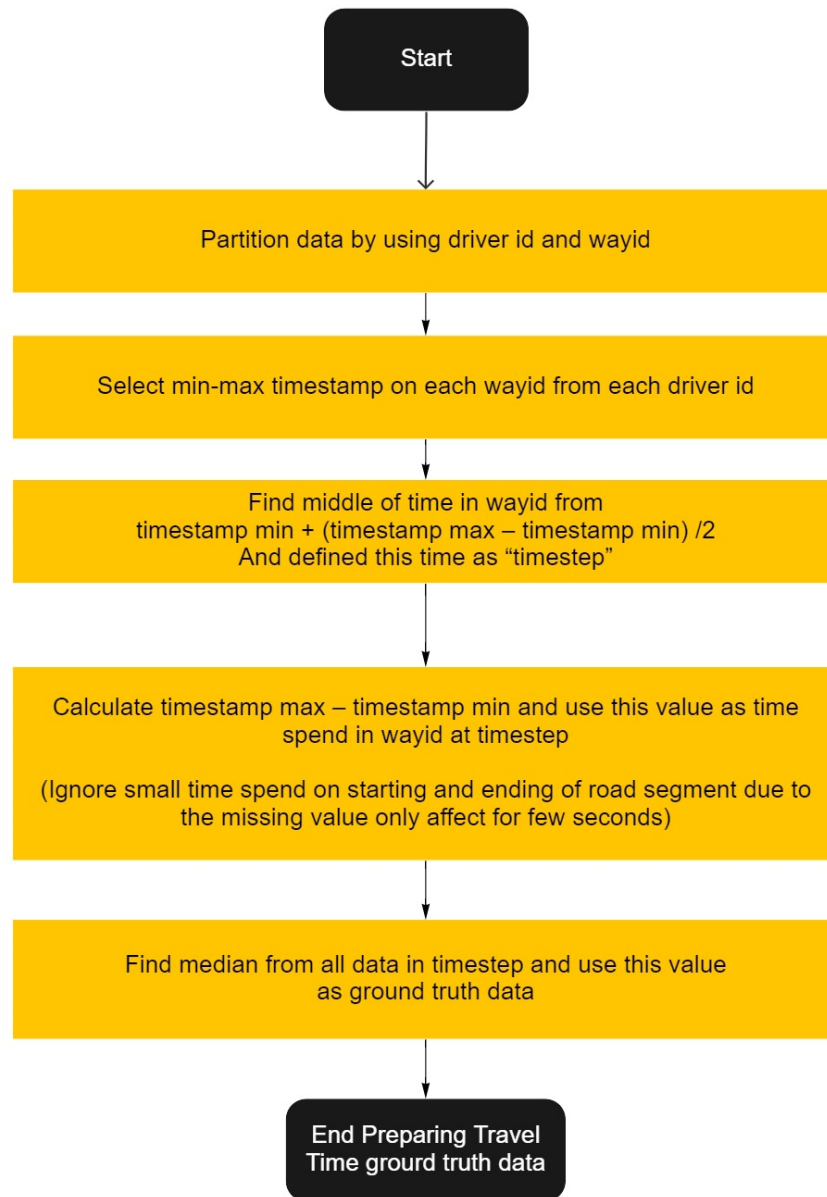 Start
Partition data by using driver id and wayid
Select min-max timestamp on each wayid from each driver id
Find middle of time in wayid from
timestamp min + (timestamp max – timestamp min) /2
And defined this time as “timestep”
Calculate timestamp max – timestamp min and use this value as time
spend in wayid at timestep
(Ignore small time spend on starting and ending of road segment due to
the missing value only affect for few seconds)
Find median from all data in timestep and use this value
as ground truth data
End Preparing Travel
Time gorund truth data